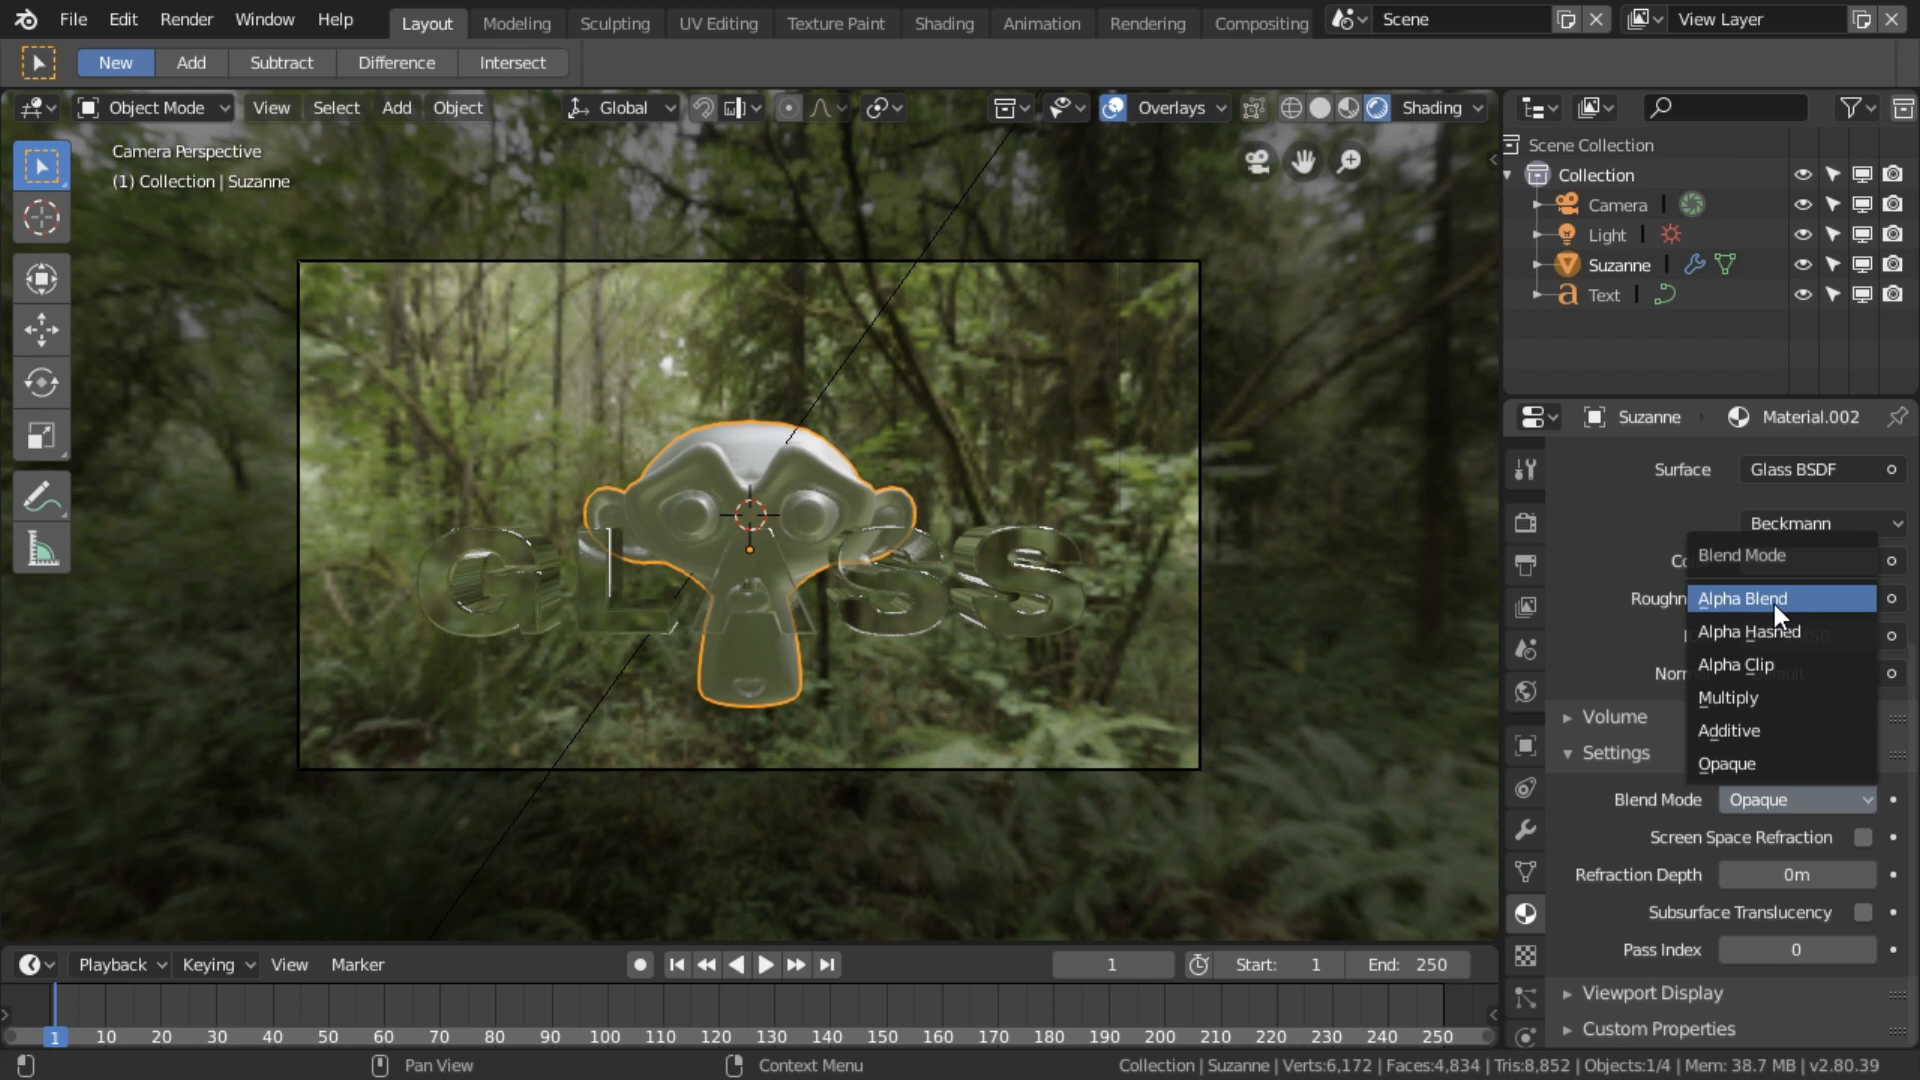 File Edit Render Window Help Layout Modeling Sculpting UV Editing Texture Paint Shading Animation Rendering Compositing Scene View Layer
New Add Subtract Difference Intersect
Object Mode View Select Add Object Global Overlays Shading
Camera Perspective
(1) Collection | Suzanne
GLASS
Scene Collection
Collection
Camera
Light
Suzanne
Text
Suzanne Material.002
Surface Glass BSDF
Beckmann
Blend Mode
Alpha Blend
Roughn
Alpha Hashed
Alpha Clip
Multiply
Additive
Opaque
Volume
Settings
Blend Mode Opaque
Screen Space Refraction
Refraction Depth 0m
Subsurface Translucency
Pass Index 0
Viewport Display
Custom Properties
Playback Keying View Marker 1 Start: 1 End: 250
1 10 20 30 40 50 60 70 80 90 100 110 120 130 140 150 160 170 180 190 200 210 220 230 240 250
Pan View Context Menu Collection | Suzanne | Verts:6,172 | Faces:4,834 | Tris:8,852 | Objects:1/4 | Mem: 38.7 MB | v2.80.39